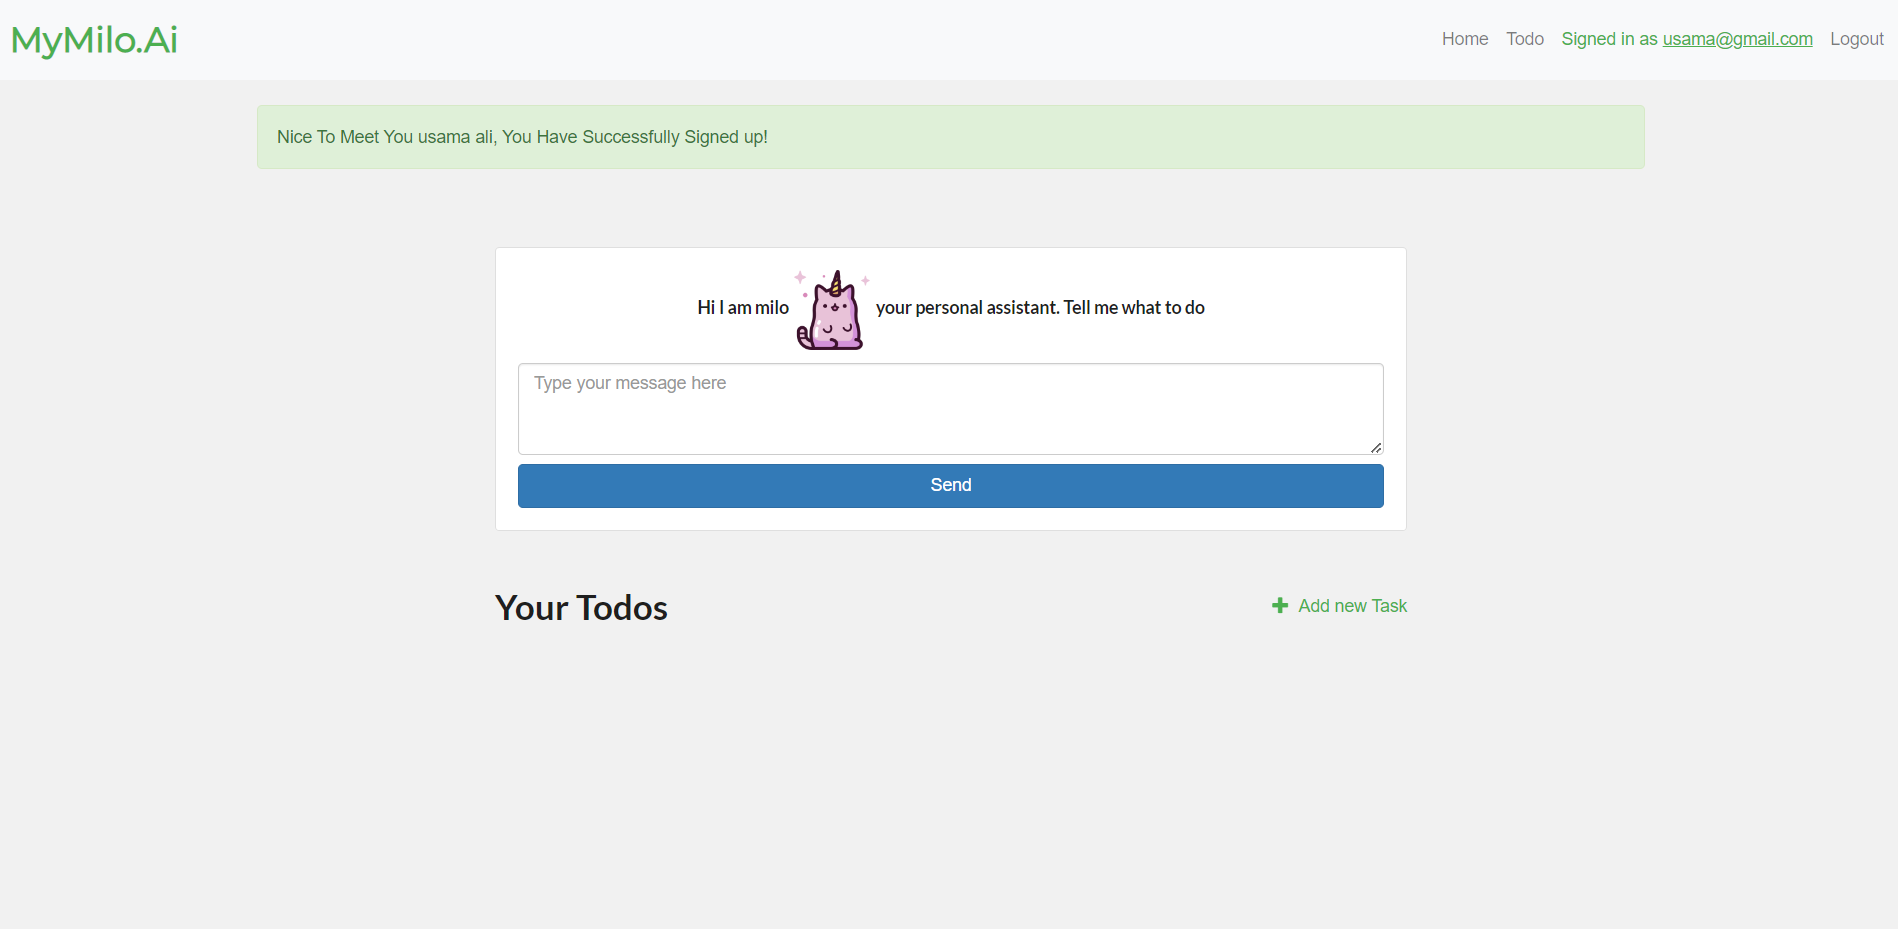 MyMilo.Ai
Home Todo Signed in as usama@gmail.com Logout
Nice To Meet You usama ali, You Have Successfully Signed up!
Hi I am milo your personal assistant. Tell me what to do
Type your message here
Send
Your Todos
Add new Task